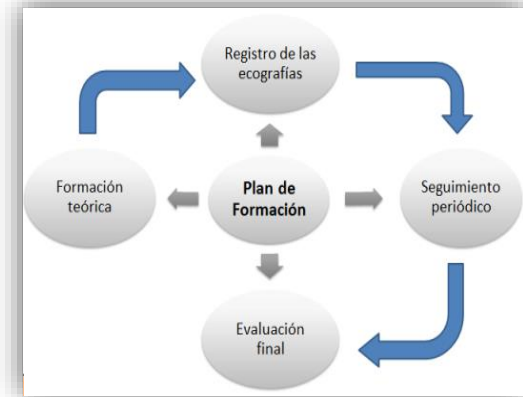 Registro de las
ecografías
Formación
teórica
Plan de
Formación
Seguimiento
periódico
Evaluación
final